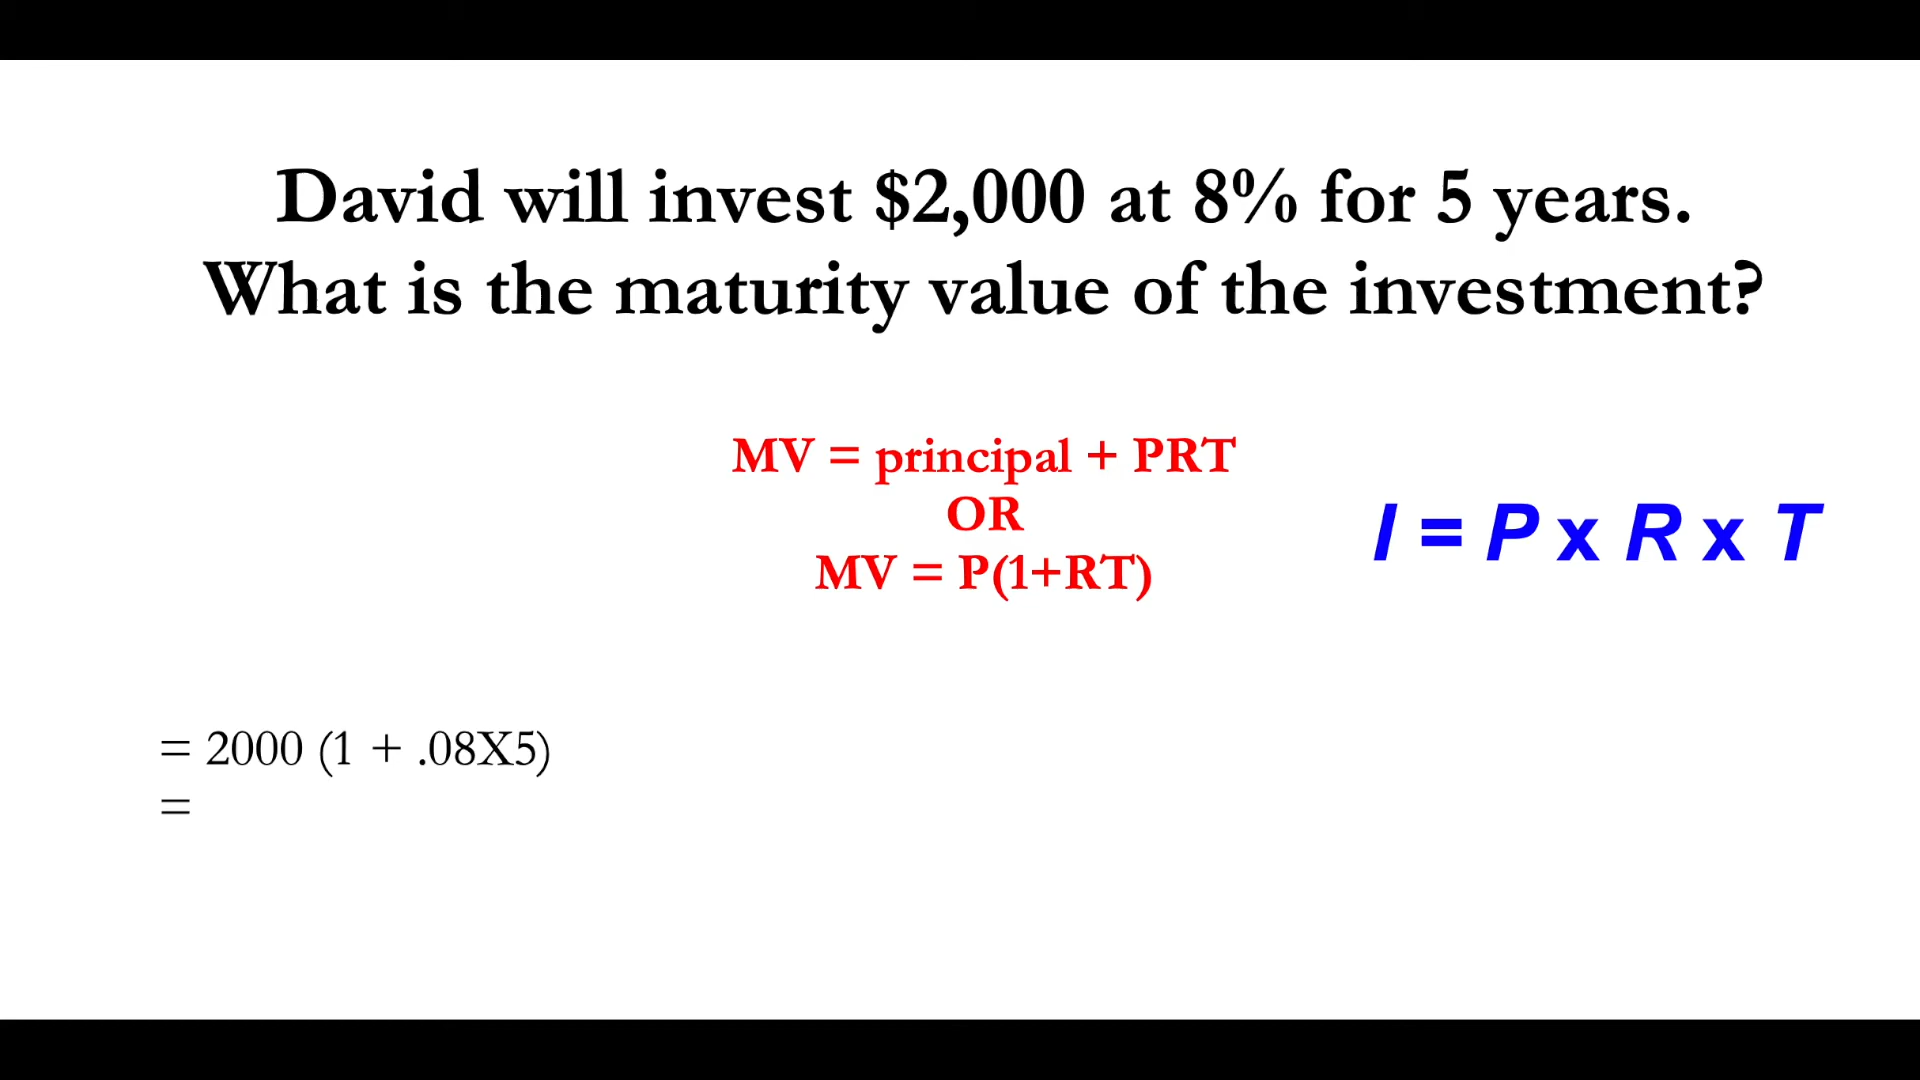 David will invest $2,000 at 8% for 5 years.
What is the maturity value of the investment?
MV = principal + PRT
OR
MV = P(1+RT)
I = P x R x T
= 2000 (1 + .08X5)
=